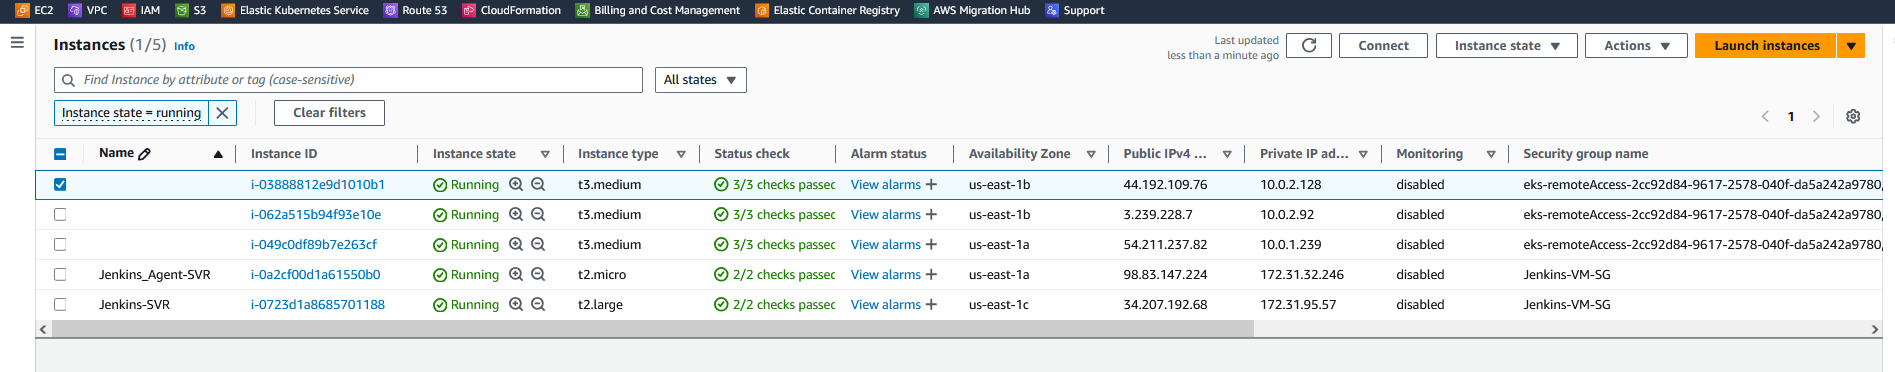 EC2 VPC IAM S3 Elastic Kubernetes Service Route 53 CloudFormation Billing and Cost Management Elastic Container Registry AWS Migration Hub Support
Instances (1/5) Info
Last updated
less than a minute ago
Connect Instance state Actions Launch instances
Find Instance by attribute or tag (case-sensitive) All states
Instance state = running Clear filters
1
Name Instance ID Instance state Instance type Status check Alarm status Availability Zone Public IPv4 ... Private IP ad... Monitoring Security group name
i-03888812e9d1010b1 Running t3.medium 3/3 checks passec View alarms us-east-1b 44.192.109.76 10.0.2.128 disabled eks-remoteAccess-2cc92d84-9617-2578-040f-da5a242a9780,
i-062a515b94f93e10e Running t3.medium 3/3 checks passec View alarms us-east-1b 3.239.228.7 10.0.2.92 disabled eks-remoteAccess-2cc92d84-9617-2578-040f-da5a242a9780,
i-049c0df89b7e263cf Running t3.medium 3/3 checks passec View alarms us-east-1a 54.211.237.82 10.0.1.239 disabled eks-remoteAccess-2cc92d84-9617-2578-040f-da5a242a9780,
Jenkins_Agent-SVR i-0a2cf00d1a61550b0 Running t2.micro 2/2 checks passec View alarms us-east-1a 98.83.147.224 172.31.32.246 disabled Jenkins-VM-SG
Jenkins-SVR i-0723d1a8685701188 Running t2.large 2/2 checks passec View alarms us-east-1c 34.207.192.68 172.31.95.57 disabled Jenkins-VM-SG